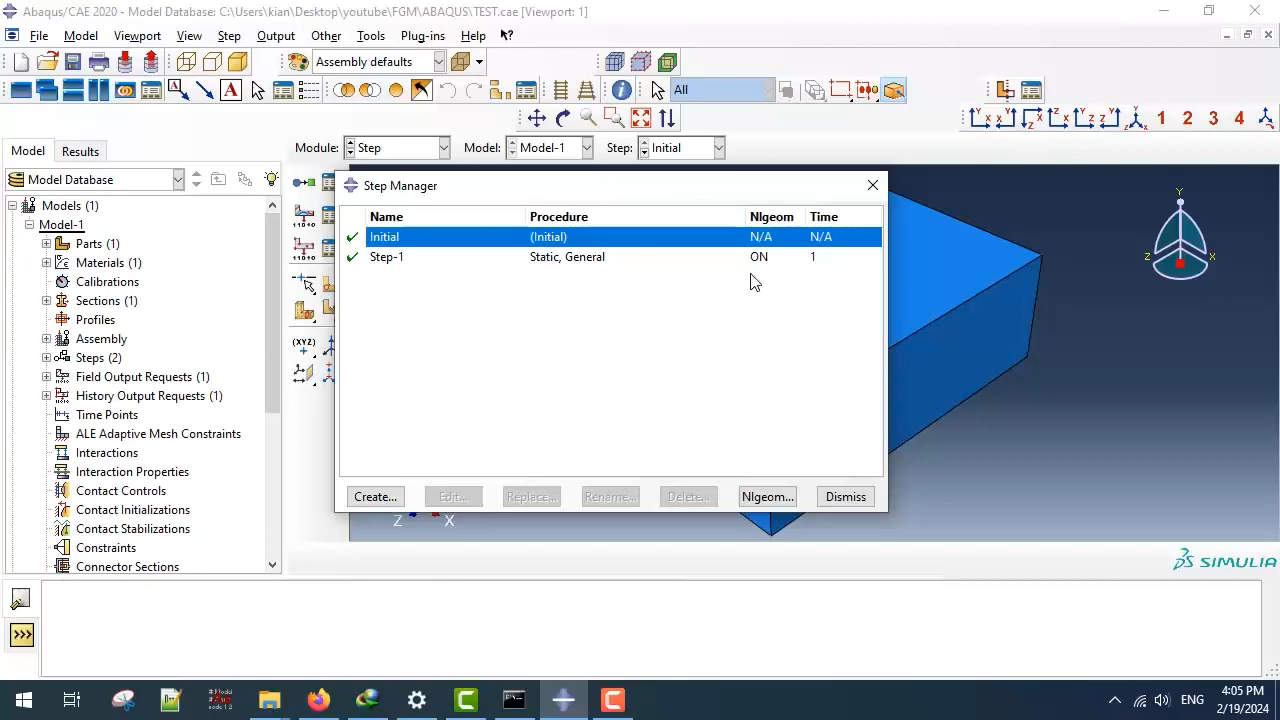 Abaqus/CAE 2020 - Model Database: C:\Users\kian\Desktop\youtube\FGM\ABAQUS\TEST.cae [Viewport: 1]
File Model Viewport View Step Output Other Tools Plug-ins Help
Assembly defaults
A All
1 2 3 4
Model Results
Module: Step Model: Model-1 Step: Initial
Model Database
Models (1)
Model-1
Parts (1)
Materials (1)
Calibrations
Sections (1)
Profiles
Assembly
Steps (2)
Field Output Requests (1)
History Output Requests (1)
Time Points
ALE Adaptive Mesh Constraints
Interactions
Interaction Properties
Contact Controls
Contact Initializations
Contact Stabilizations
Constraints
Connector Sections
(XYZ)
Step Manager
Name Procedure Nlgeom Time
Initial (Initial) N/A N/A
Step-1 Static, General ON 1
Create... Edit... Replace... Rename... Delete... Nlgeom... Dismiss
Y
Z X
Z X
SIMULIA
>>>
ENG
4:05 PM
2/19/2024